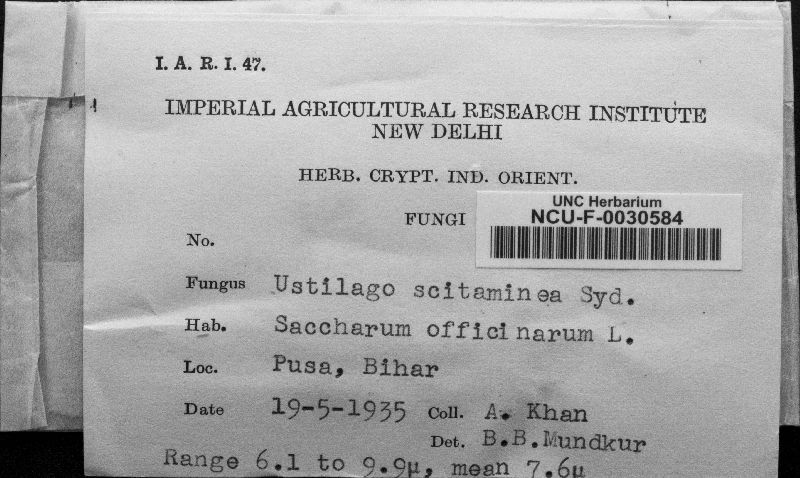 I. A. R. I. 47.
IMPERIAL AGRICULTURAL RESEARCH INSTITUTE
NEW DELHI
HERB. CRYPT. IND. ORIENT.
FUNGI
UNC Herbarium
NCU-F-0030584
No.
Fungus Ustilago scitaminea Syd.
Hab. Saccharum officinarum L.
Loc. Pusa, Bihar
Date 19-5-1935 Coll. A. Khan
Det. B.B.Mundkur
Range 6.1 to 9.9µ, mean 7.6µ